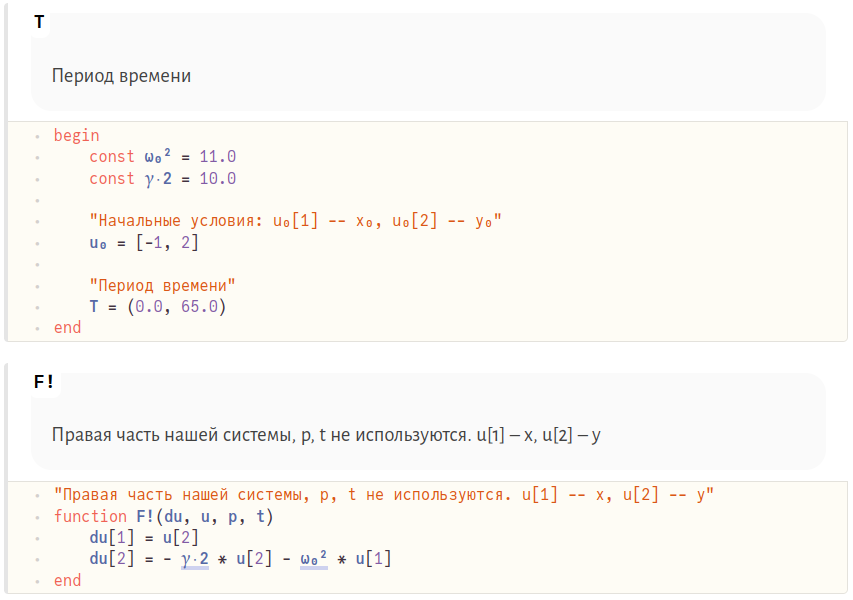 T
Период времени
begin
const ω₀² = 11.0
const γ·2 = 10.0
"Начальные условия: u₀[1] -- x₀, u₀[2] -- y₀"
u₀ = [-1, 2]
"Период времени"
T = (0.0, 65.0)
end
F!
Правая часть нашей системы, p, t не используются. u[1] – x, u[2] – y
"Правая часть нашей системы, p, t не используются. u[1] -- x, u[2] -- y"
function F!(du, u, p, t)
du[1] = u[2]
du[2] = - γ·2 * u[2] - ω₀² * u[1]
end